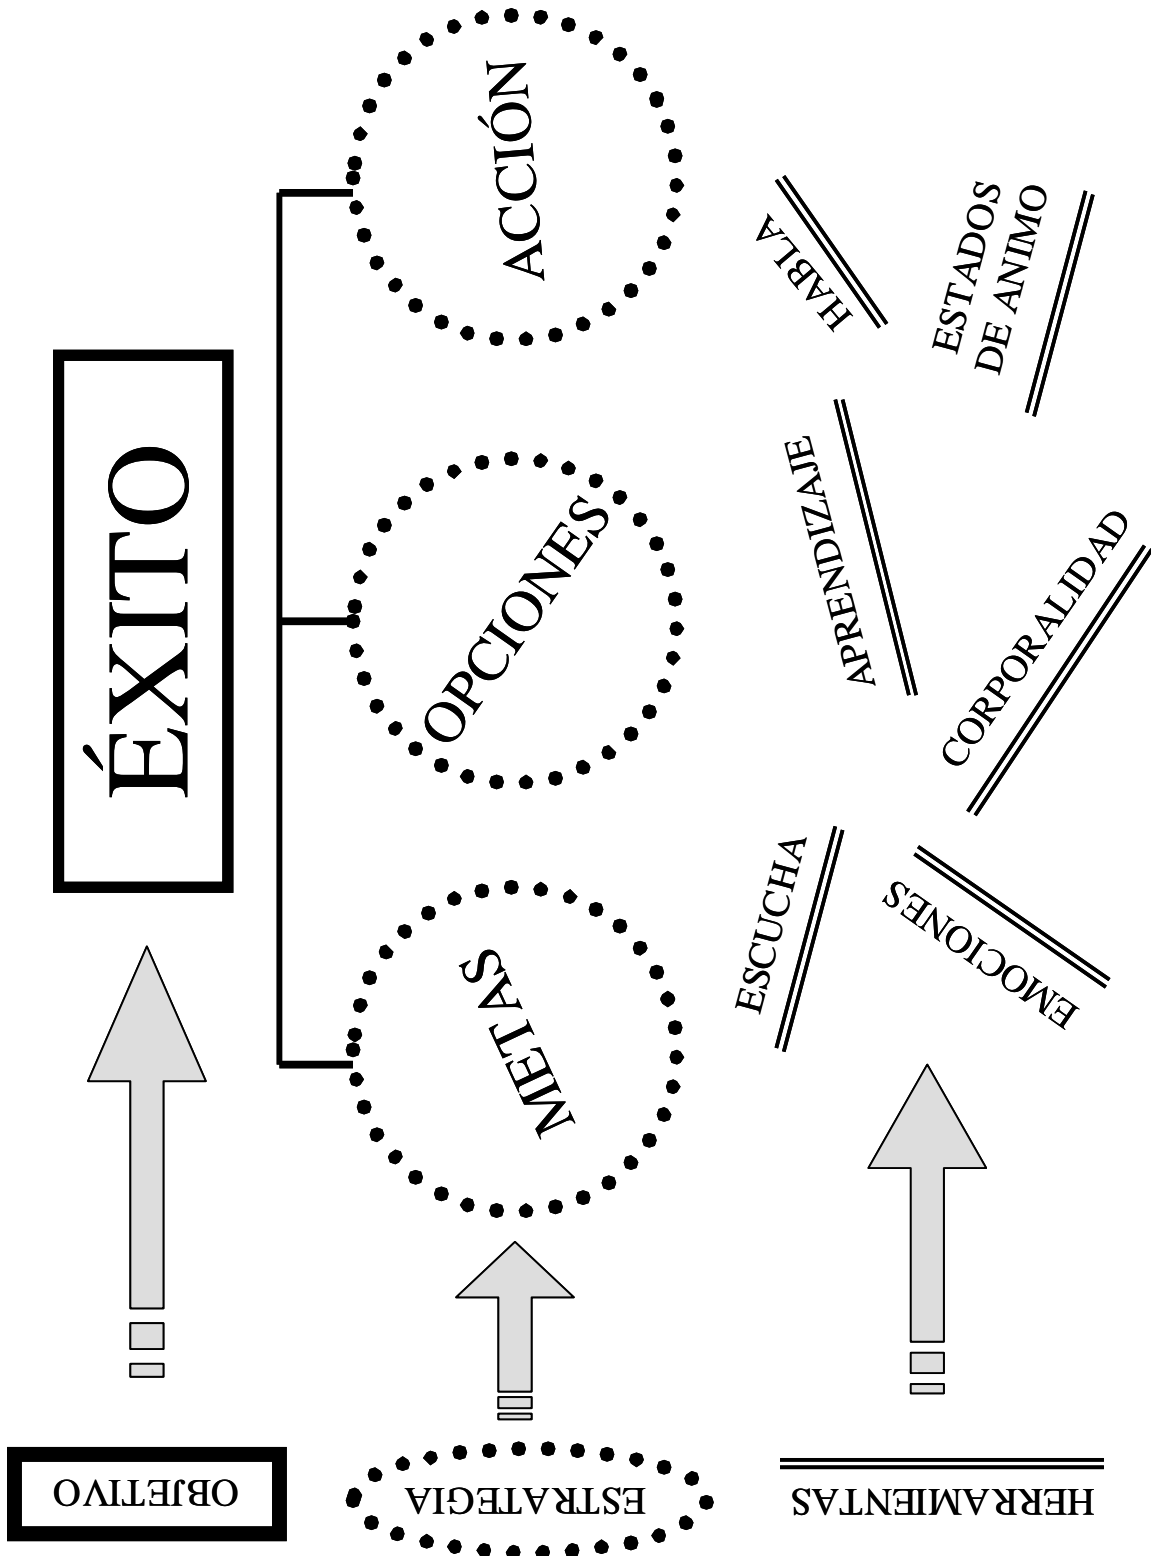 OBJETIVO
ÉXITO
ESTRATEGIA
METAS
OPCIONES
ACCIÓN
HERRAMIENTAS
ESCUCHA
APRENDIZAJE
HABLA
EMOCIONES
CORPORALIDAD
ESTADOS
DE ANIMO